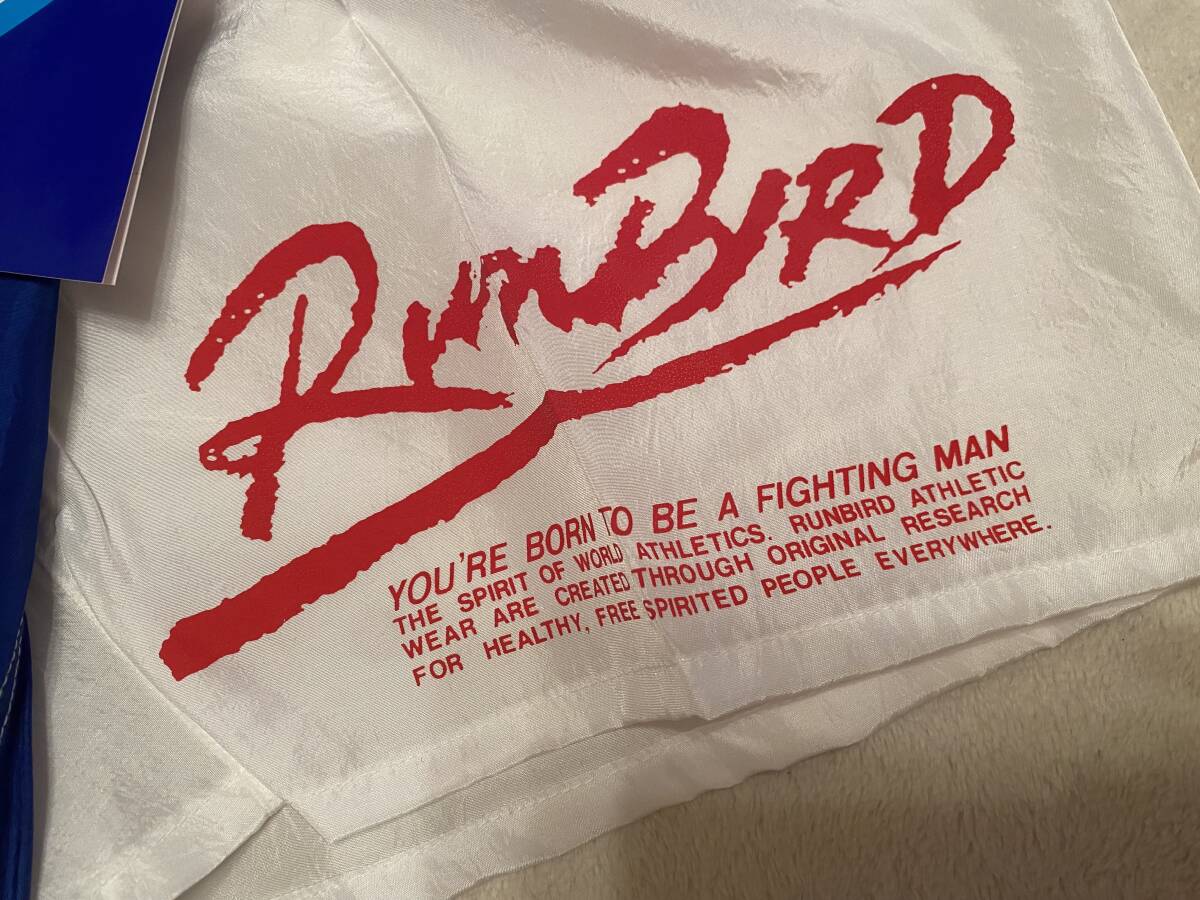 RunBIRD
YOU'RE BORN TO BE A FIGHTING MAN
THE SPIRIT OF WORLD ATHLETICS. RUNBIRD ATHLETIC
WEAR ARE CREATED THROUGH ORIGINAL RESEARCH
FOR HEALTHY, FREE SPIRITED PEOPLE EVERYWHERE.